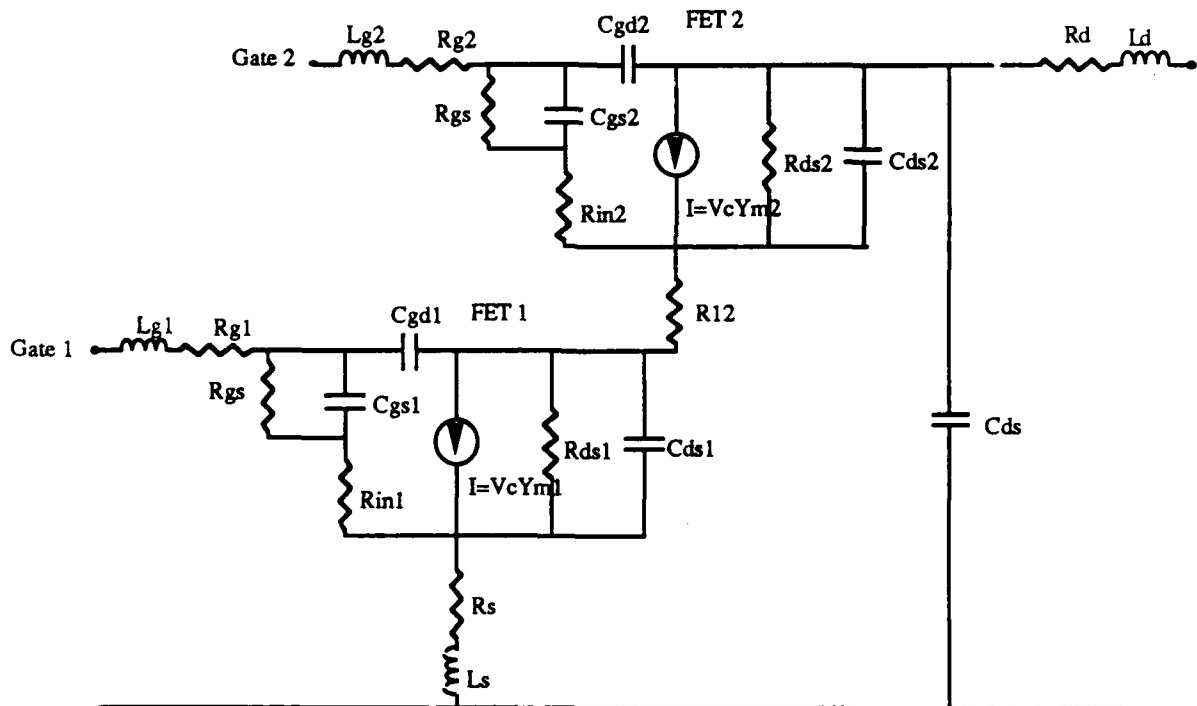 Cgd2
FET 2
Lg2
Rg2
Rd
Ld
Gate 2
Rgs
Cgs2
Rds2
Cds2
Rin2
I=VcYm2
R12
Cgd1
FET 1
Lg1
Rg1
Gate 1
Rgs
Cgs1
Rds1
Cds1
Cds
Rin1
I=VcYm1
Rs
Ls